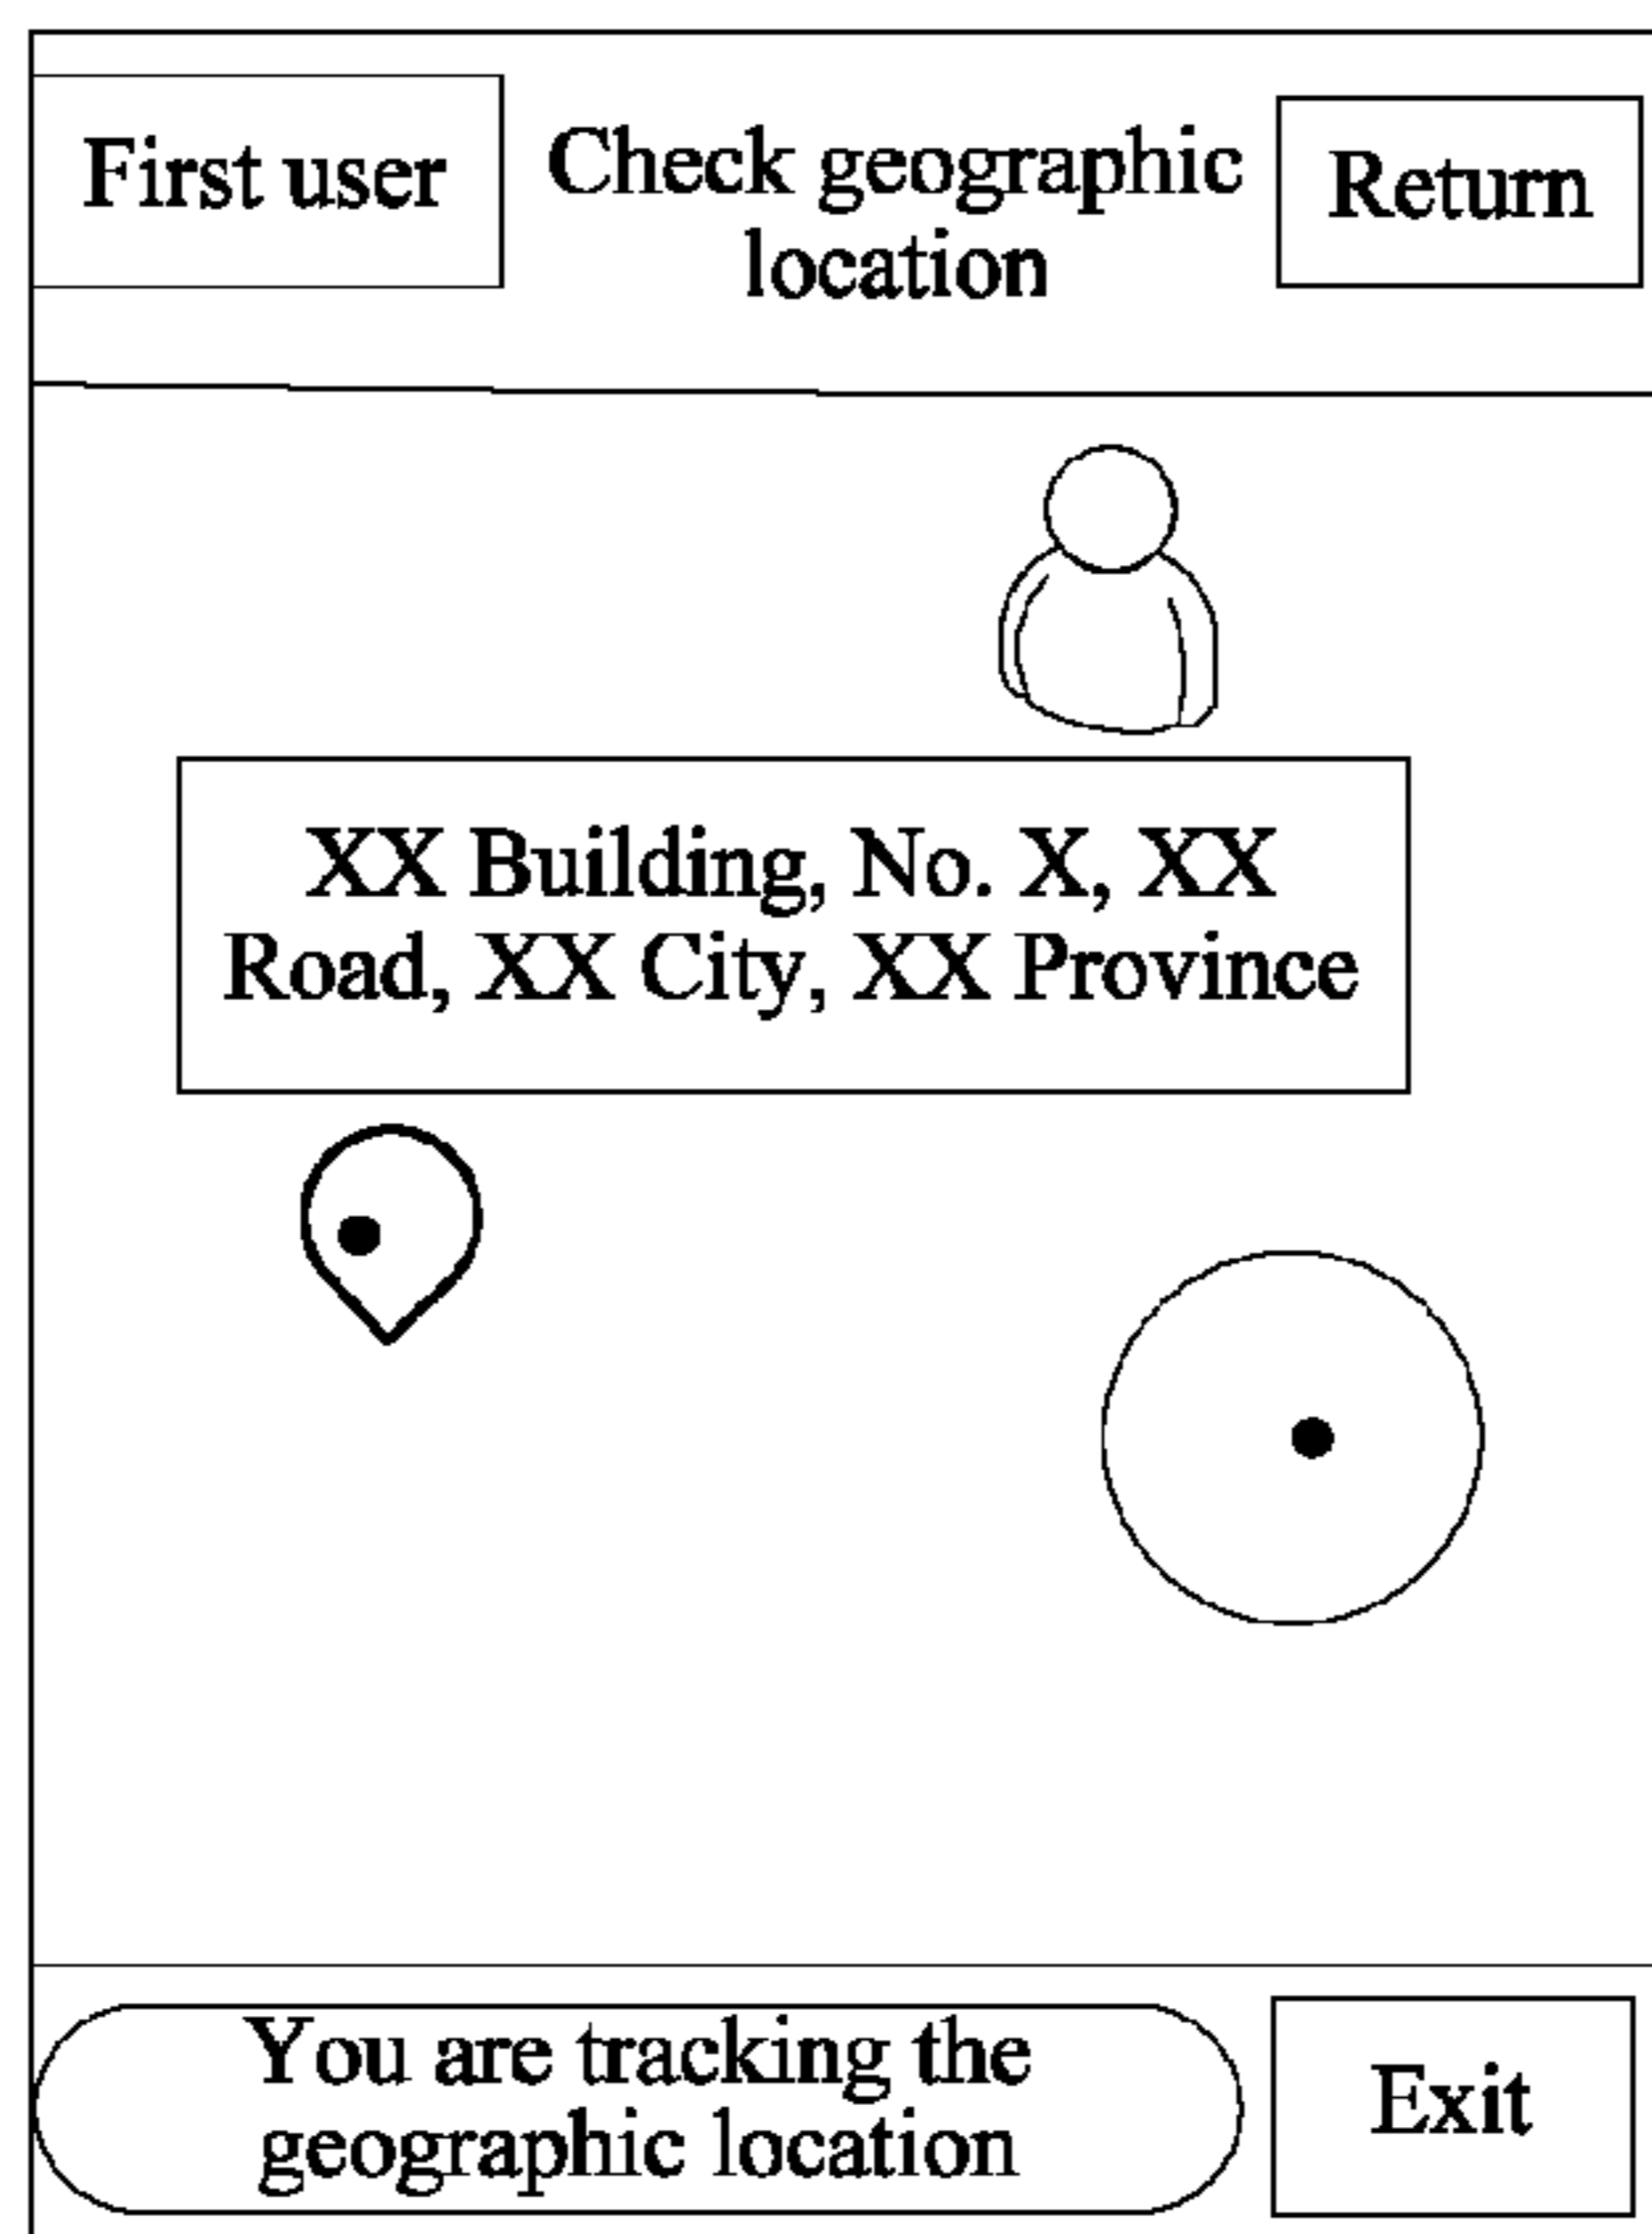 First user
Check geographic
location
Return
XX Building, No. X, XX
Road, XX City, XX Province
You are tracking the
geographic location
Exit